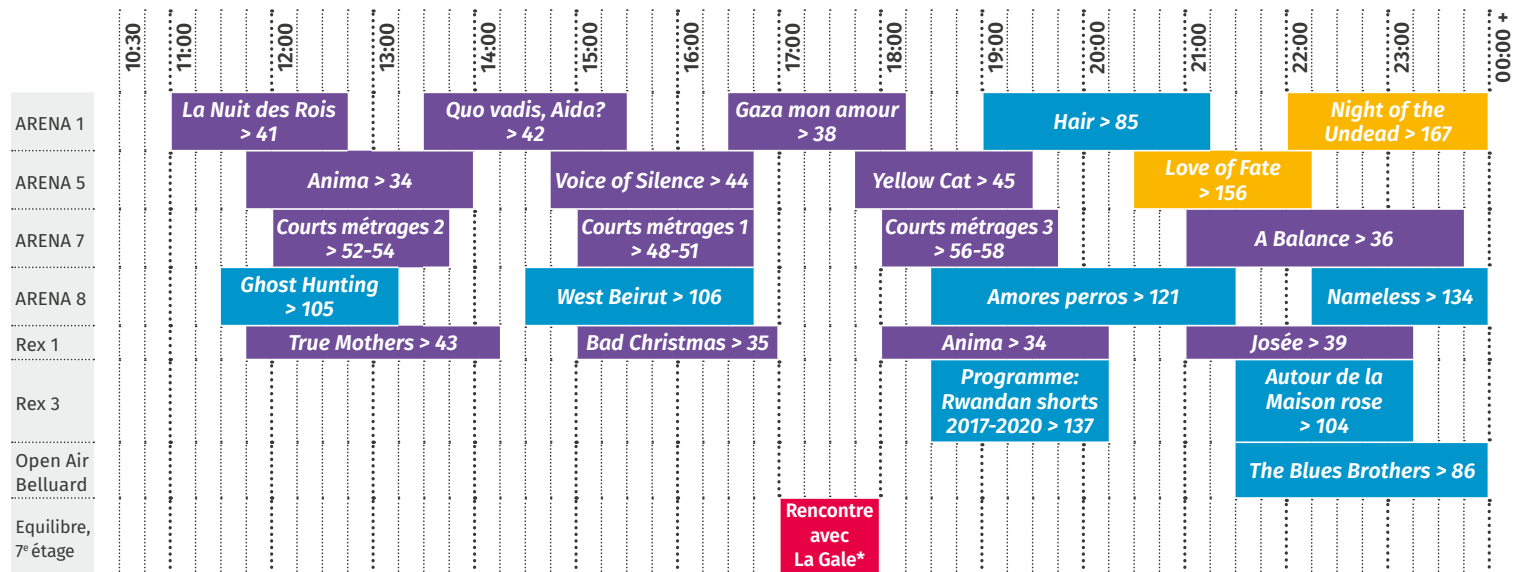 10:30
11:00
12:00
13:00
14:00
15:00
16:00
17:00
18:00
19:00
20:00
21:00
22:00
23:00
00:00 +
ARENA 1
La Nuit des Rois
> 41
Quo vadis, Aida?
> 42
Gaza mon amour
> 38
Hair > 85
Night of the
Undead > 167
ARENA 5
Anima > 34
Voice of Silence > 44
Yellow Cat > 45
Love of Fate
> 156
ARENA 7
Courts métrages 2
> 52-54
Courts métrages 1
> 48-51
Courts métrages 3
> 56-58
A Balance > 36
ARENA 8
Ghost Hunting
> 105
West Beirut > 106
Amores perros > 121
Nameless > 134
Rex 1
True Mothers > 43
Bad Christmas > 35
Anima > 34
Josée > 39
Rex 3
Programme:
Rwandan shorts
2017-2020 > 137
Autour de la
Maison rose
> 104
Open Air
Belluard
The Blues Brothers > 86
Equilibre,
7e étage
Rencontre
avec
La Gale*